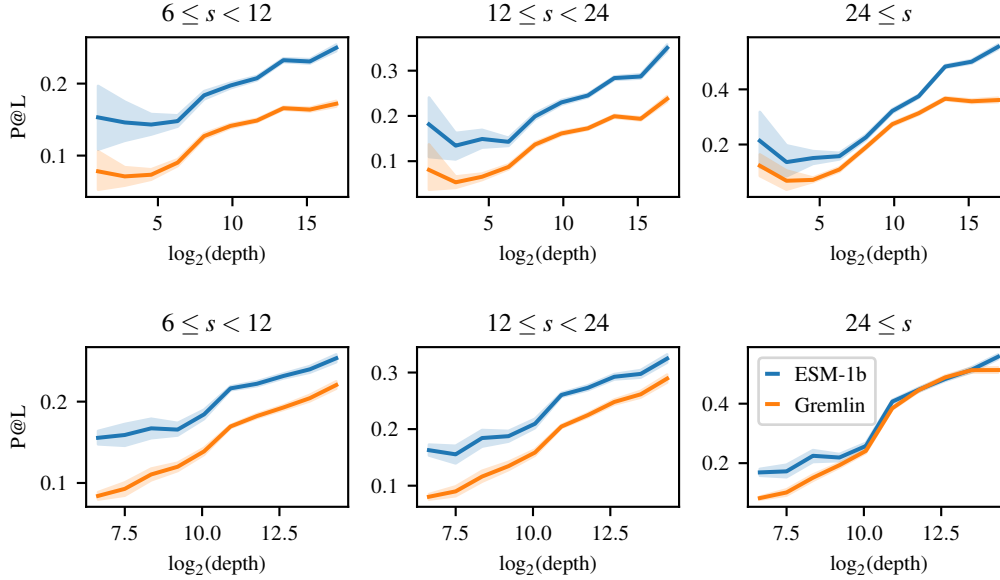 6 ≤ s < 12
12 ≤ s < 24
24 ≤ s
P@L
0.2
0.1
5
10
15
log₂(depth)
0.3
0.2
0.1
5
10
15
log₂(depth)
0.4
0.2
5
10
15
log₂(depth)
6 ≤ s < 12
12 ≤ s < 24
24 ≤ s
P@L
0.2
0.1
7.5
10.0
12.5
log₂(depth)
0.3
0.2
0.1
7.5
10.0
12.5
log₂(depth)
ESM-1b
Gremlin
0.4
0.2
7.5
10.0
12.5
log₂(depth)